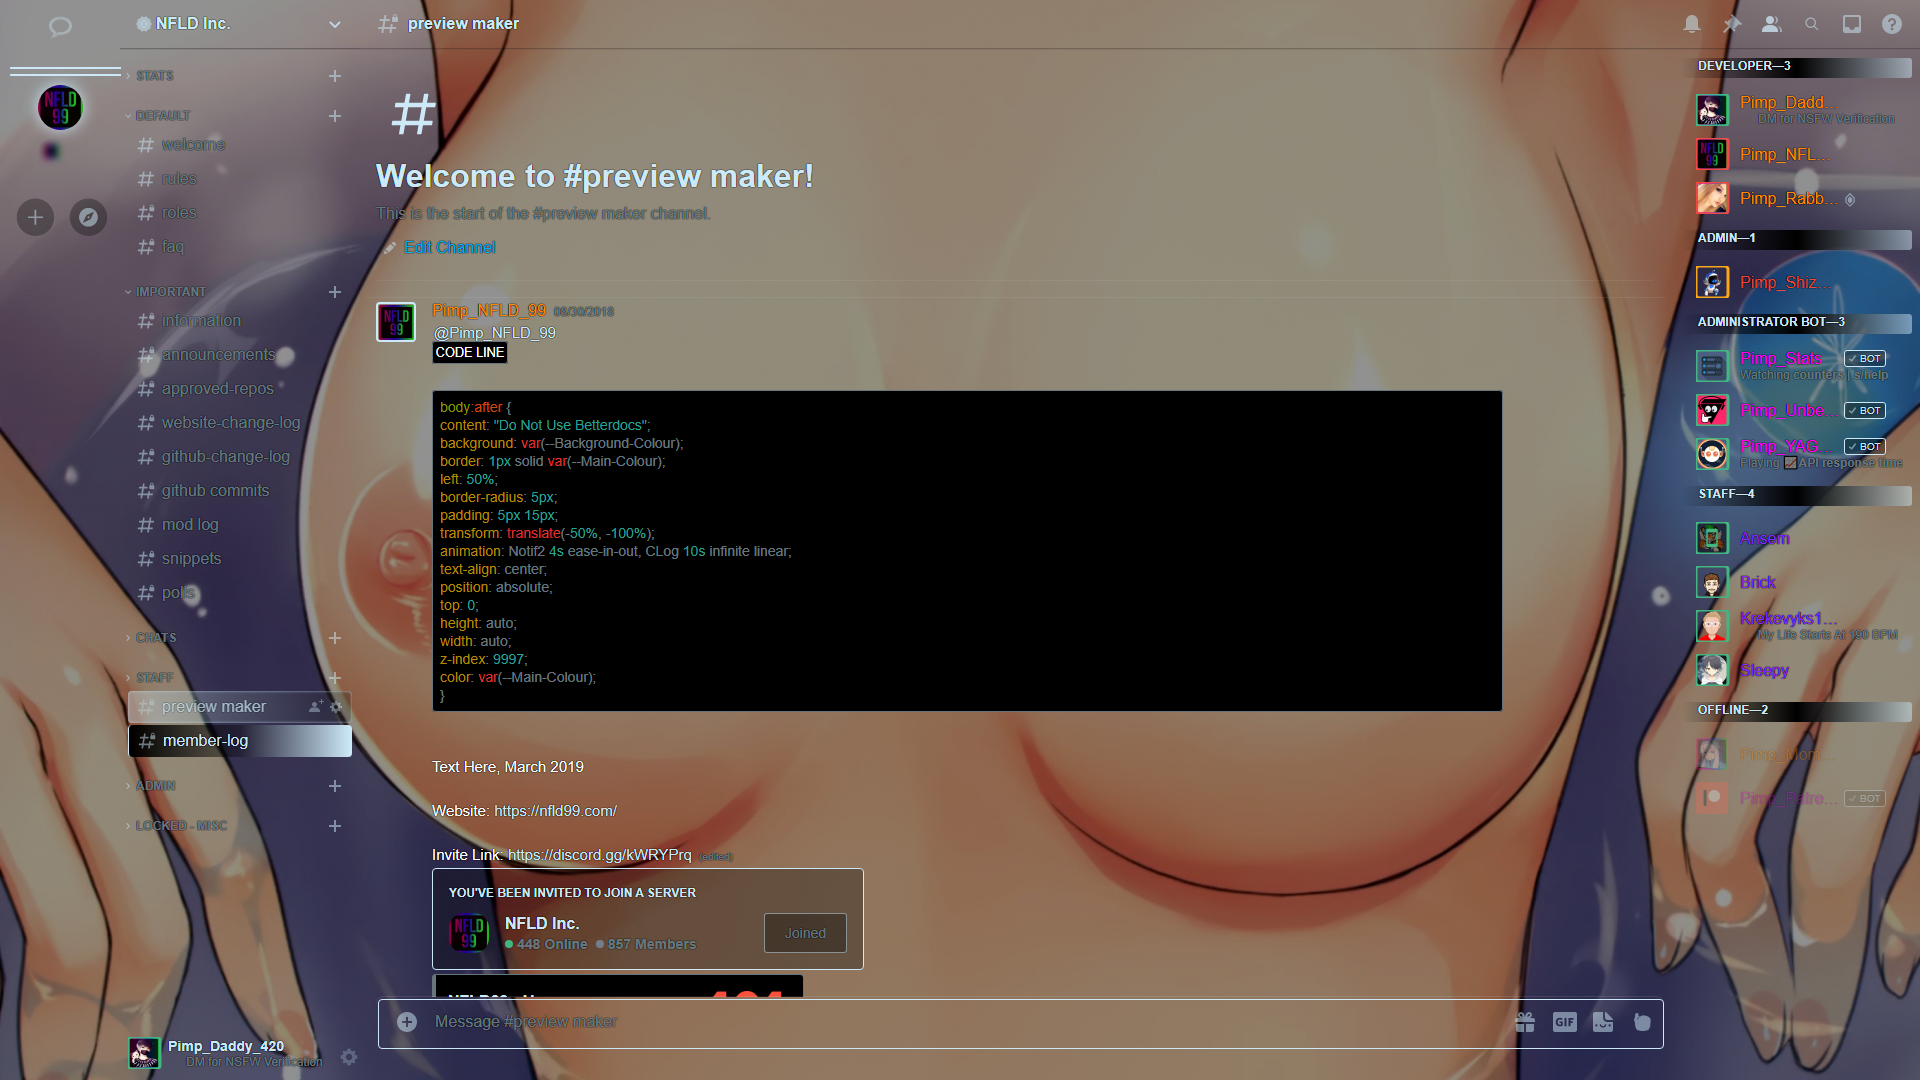 NFLD Inc.
STATS
DEFAULT
welcome
rules
roles
faq
IMPORTANT
information
announcements
approved-repos
website-change-log
github-change-log
github commits
mod log
snippets
polls
CHATS
STAFF
preview maker
member-log
ADMIN
LOCKED - MISC
Pimp_Daddy_420
DM for NSFW Verification
preview maker
Welcome to #preview maker!
This is the start of the #preview maker channel.
Edit Channel
NFLD
99
Pimp_NFLD_99 08/30/2018
@Pimp_NFLD_99
CODE LINE
body:after {
content: "Do Not Use Betterdocs";
background: var(--Background-Colour);
border: 1px solid var(--Main-Colour);
left: 50%;
border-radius: 5px;
padding: 5px 15px;
transform: translate(-50%, -100%);
animation: Notif2 4s ease-in-out, CLog 10s infinite linear;
text-align: center;
position: absolute;
top: 0;
height: auto;
width: auto;
z-index: 9997;
color: var(--Main-Colour);
}
Text Here, March 2019
Website: https://nfld99.com/
Invite Link: https://discord.gg/kWRYPrq (edited)
YOU'VE BEEN INVITED TO JOIN A SERVER
NFLD
99
NFLD Inc.
448 Online 857 Members
Joined
Message #preview maker
GIF
DEVELOPER—3
Pimp_Dadd...
DM for NSFW Verification
Pimp_NFL...
Pimp_Rabb...
ADMIN—1
Pimp_Shiz...
ADMINISTRATOR BOT—3
Pimp_Stats BOT
Watching counters | s/help
Pimp_Unbe... BOT
Pimp_YAG... BOT
Playing API response time
STAFF—4
Ansem
Brick
Krekevyks1...
My Life Starts At 190 BPM
Sleepy
OFFLINE—2
Pimp_Mom...
Pimp_Patre... BOT